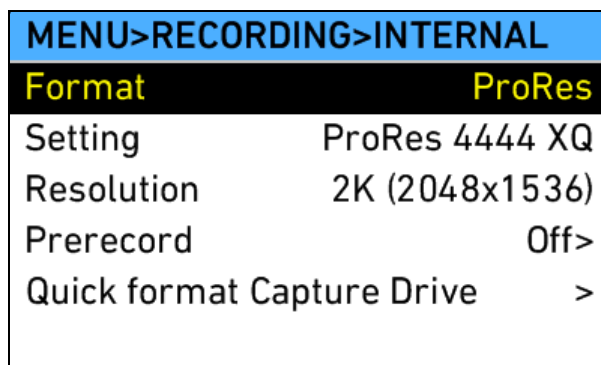 MENU>RECORDING>INTERNAL
Format ProRes
Setting ProRes 4444 XQ
Resolution 2K (2048x1536)
Prerecord Off>
Quick format Capture Drive >